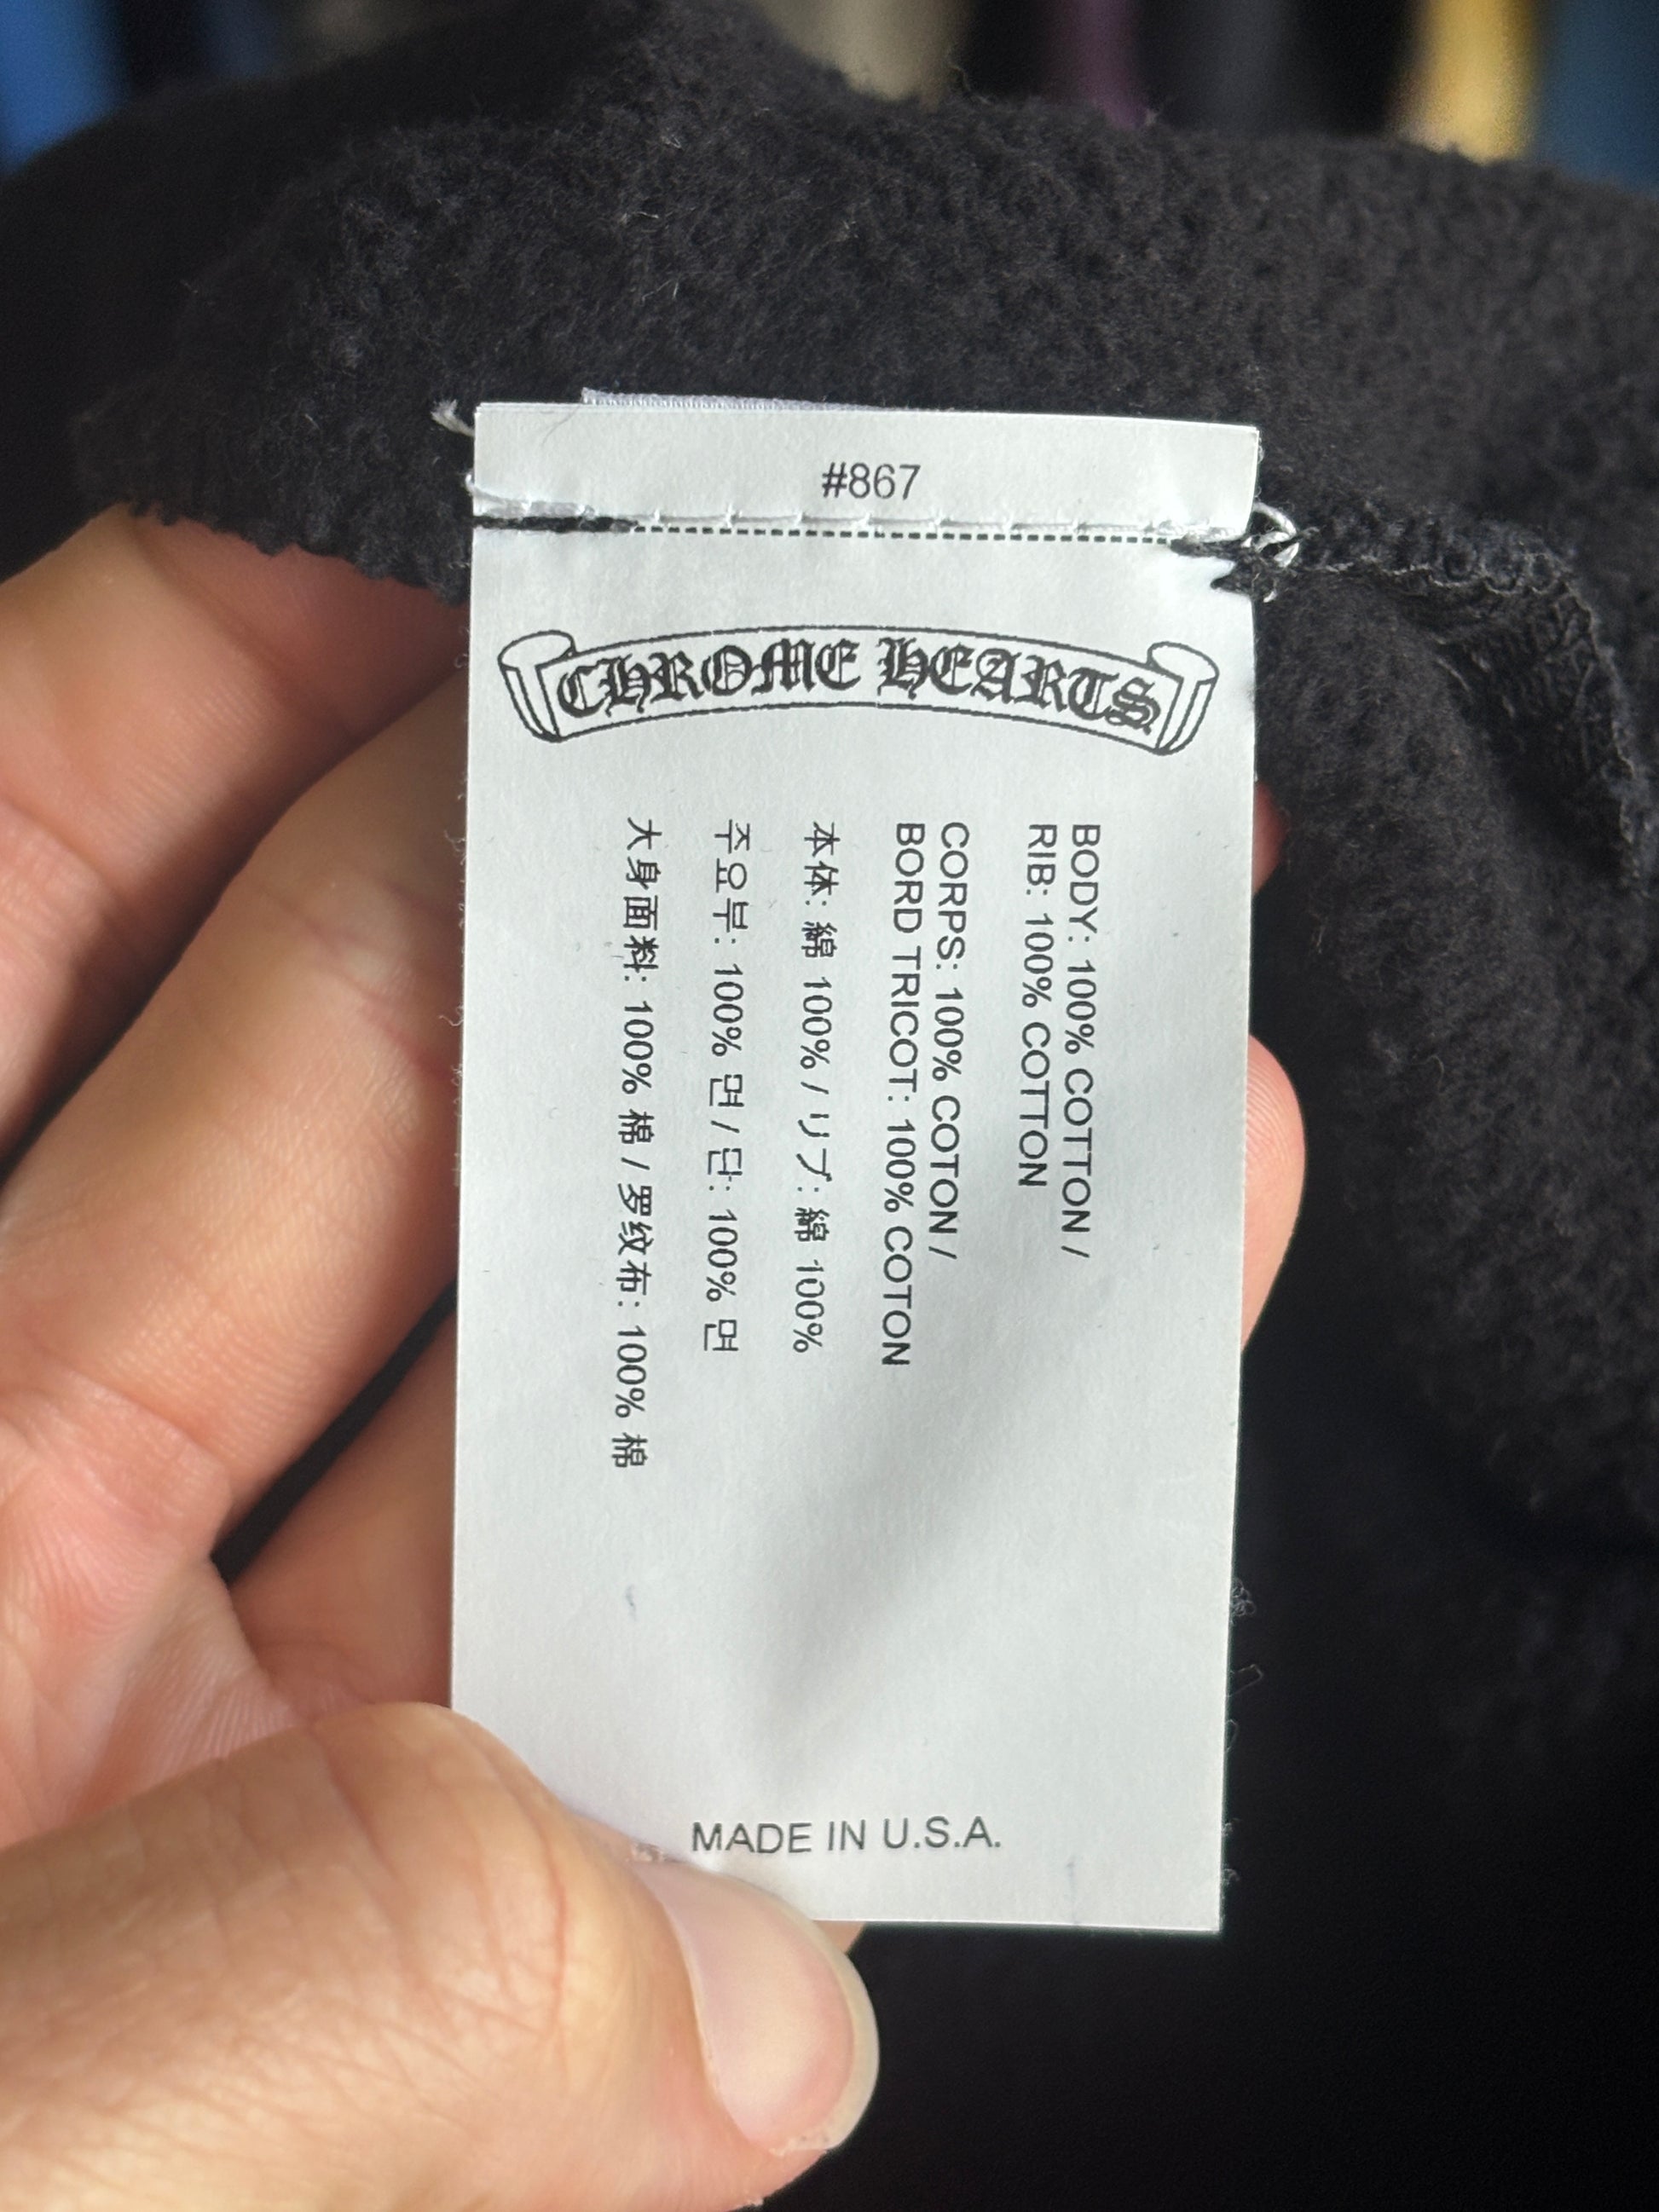 #867
CHROME HEARTS
BODY: 100% COTTON /
RIB: 100% COTTON
CORPS: 100% COTON /
BORD TRICOT: 100% COTON
本体: 綿 100% / リブ: 綿 100%
주요부: 100% 면 / 단: 100% 면
大身面料: 100% 棉 / 罗纹布: 100% 棉
MADE IN U.S.A.